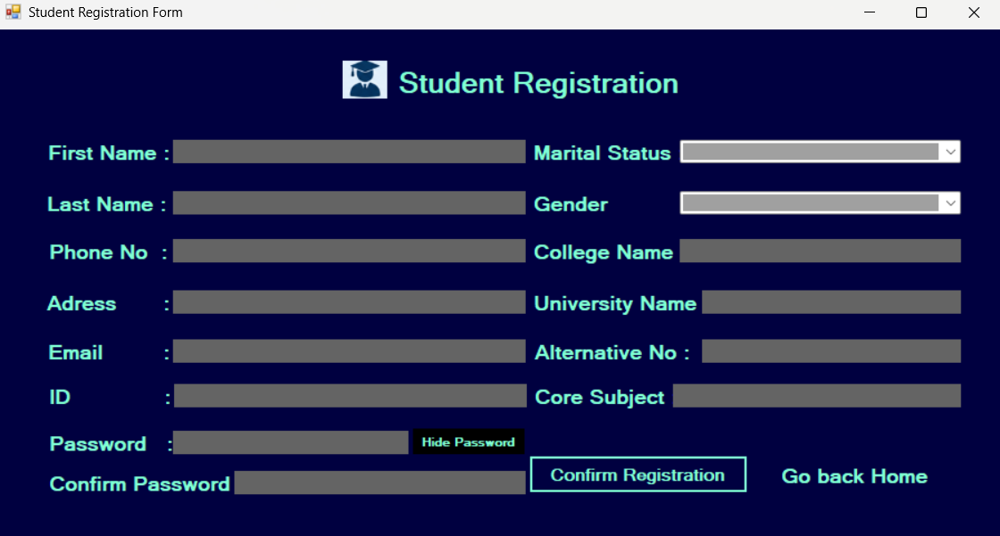 Student Registration Form
Student Registration
First Name :
Marital Status
Last Name :
Gender
Phone No :
College Name
Adress :
University Name
Email :
Alternative No :
ID :
Core Subject
Password :
Hide Password
Confirm Password
Confirm Registration
Go back Home